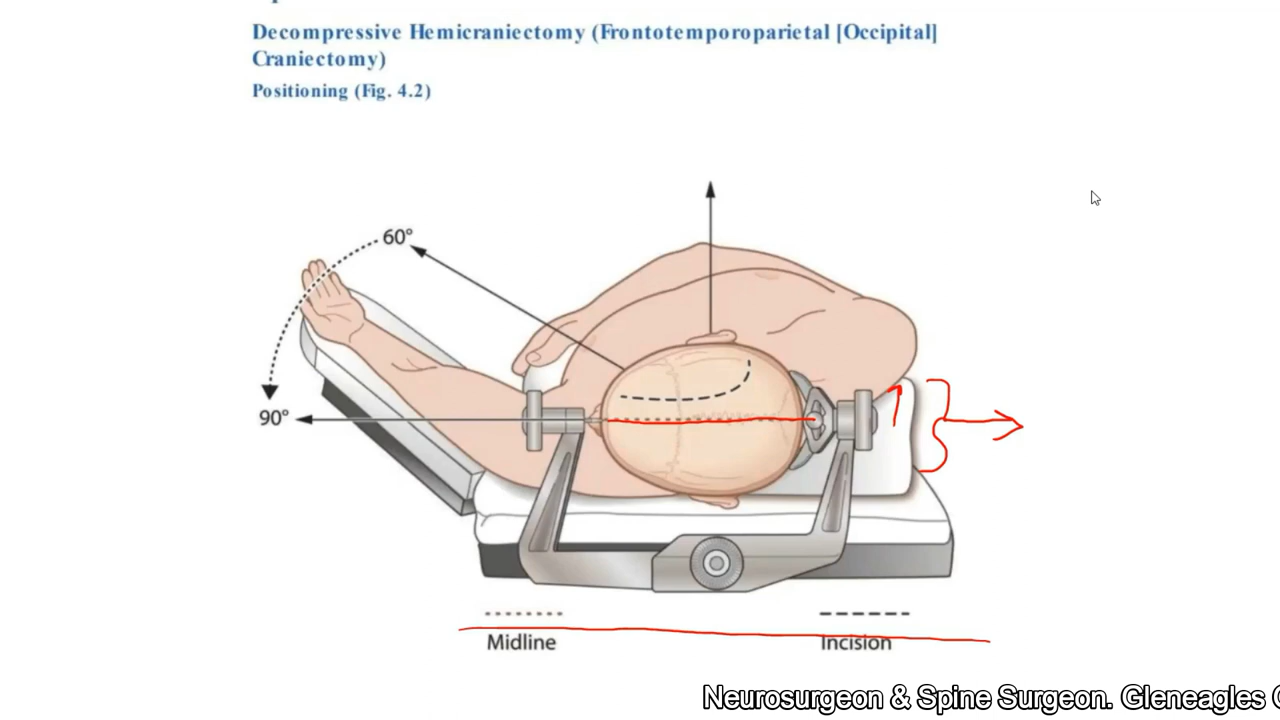 Decompressive Hemicraniectomy (Frontotemporoparietal [Occipital]
Craniectomy)
Positioning (Fig. 4.2)
60°
90°
Midline
Incision
Neurosurgeon & Spine Surgeon. Gleneagles